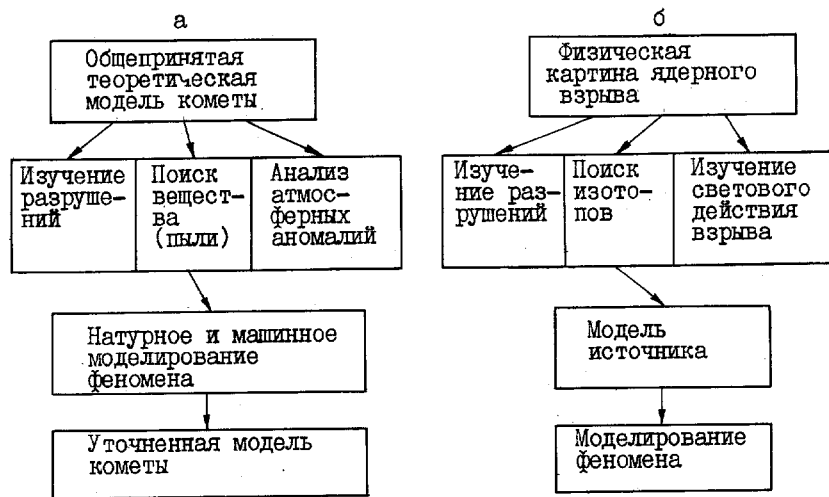 а
Общепринятая
теоретическая
модель кометы
Изучение
разруше-
ний
Поиск
вещест-
ва
(пыли)
Анализ
атмос-
ферных
аномалий
Натурное и машинное
моделирование
феномена
Уточненная модель
кометы
б
Физическая
картина ядерного
взрыва
Изуче-
ние раз-
рушений
Поиск
изото-
пов
Изучение
светового
действия
взрыва
Модель
источника
Моделирование
феномена